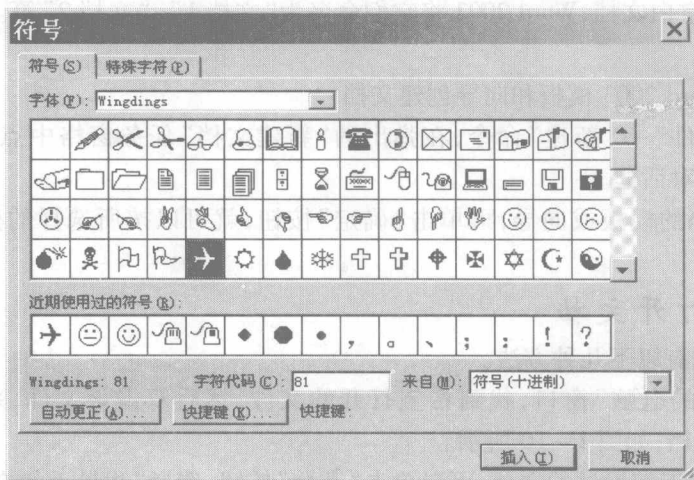 符号
符号(S) 特殊字符(P)
字体(F): Wingdings
近期使用过的符号(R):
， 。 、 ； ： ！ ？
Wingdings: 81 字符代码(C): 81 来自(M): 符号(十进制)
自动更正(A)... 快捷键(K)... 快捷键:
插入(I) 取消